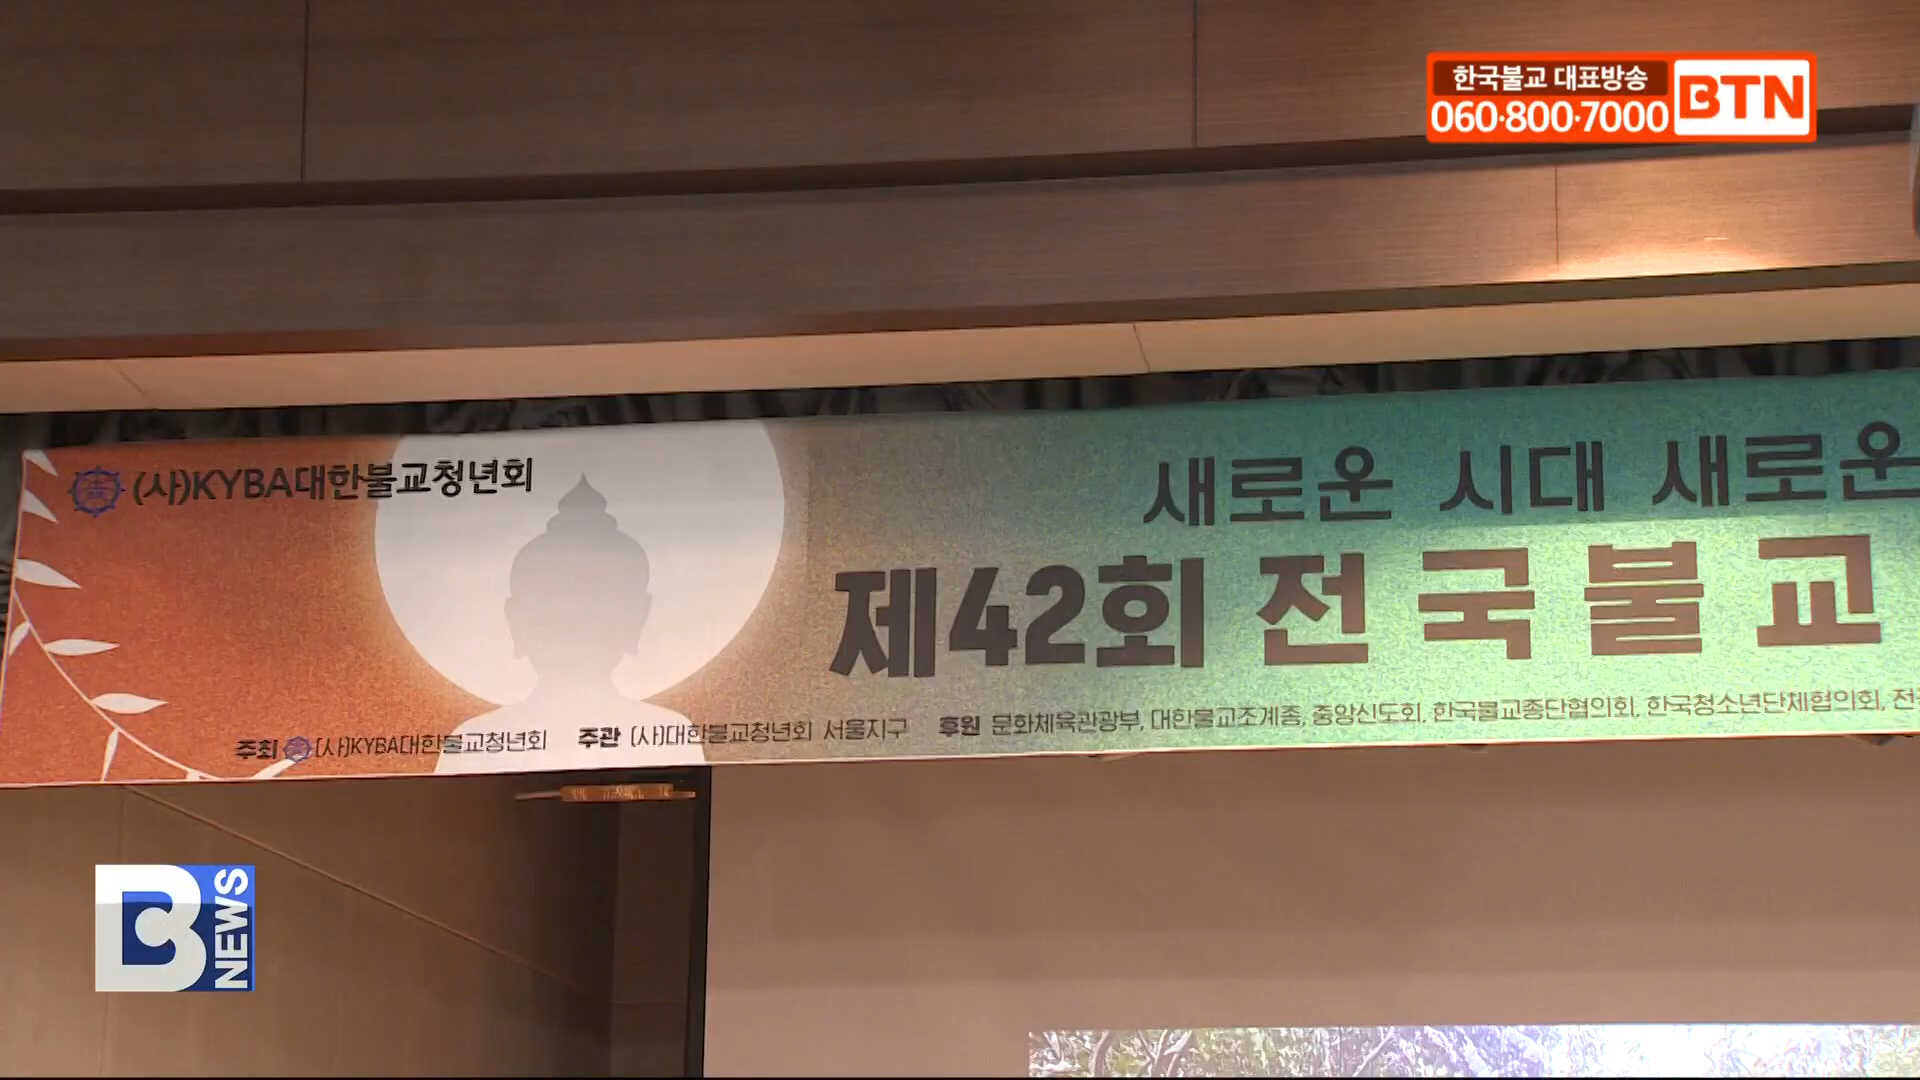 한국불교 대표방송
060·800·7000
BTN
(사)KYBA대한불교청년회
새로운 시대 새로운
제42회 전국불교
주최 (사)KYBA대한불교청년회 주관 (사)대한불교청년회 서울지구 후원 문화체육관광부, 대한불교조계종, 중앙신도회, 한국불교종단협의회, 한국청소년단체협의회, 전국
B NEWS